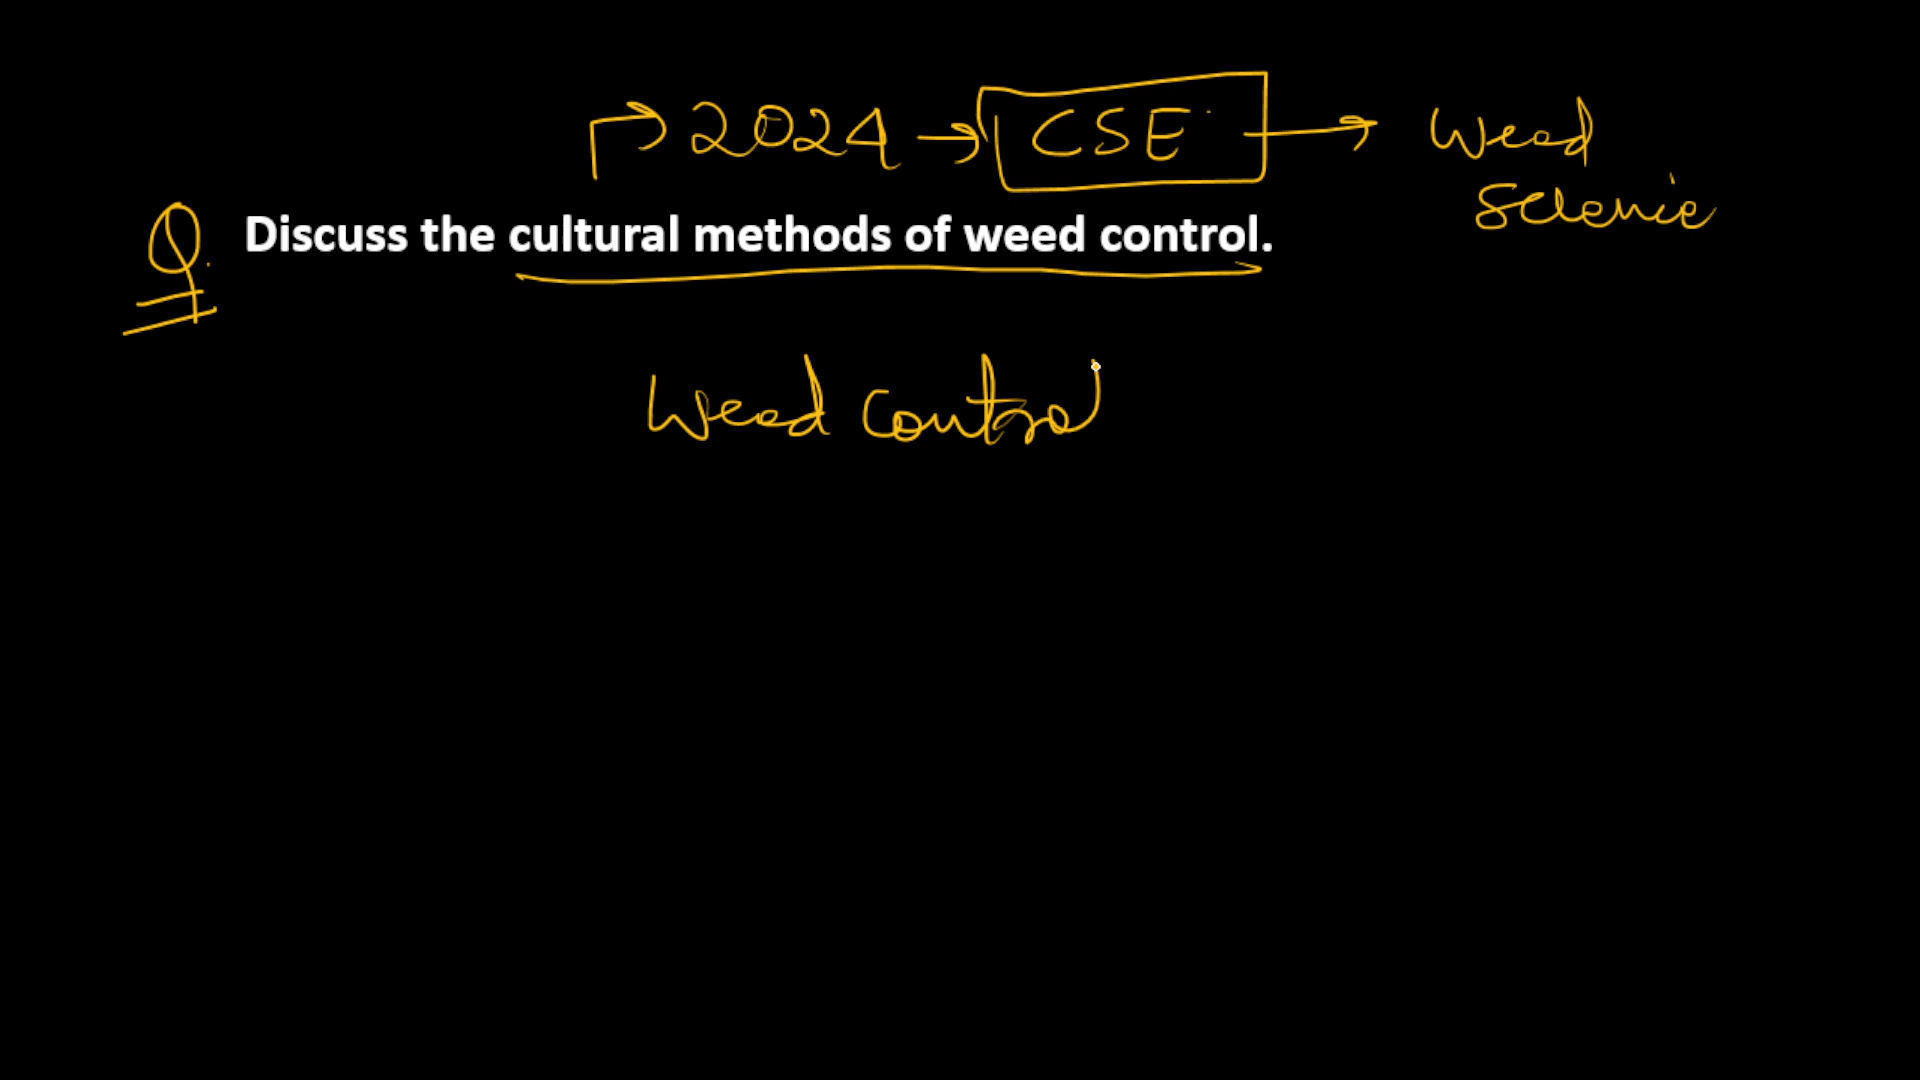 2024 → CSE → Weed
Science
Q. Discuss the cultural methods of weed control.
Weed Control